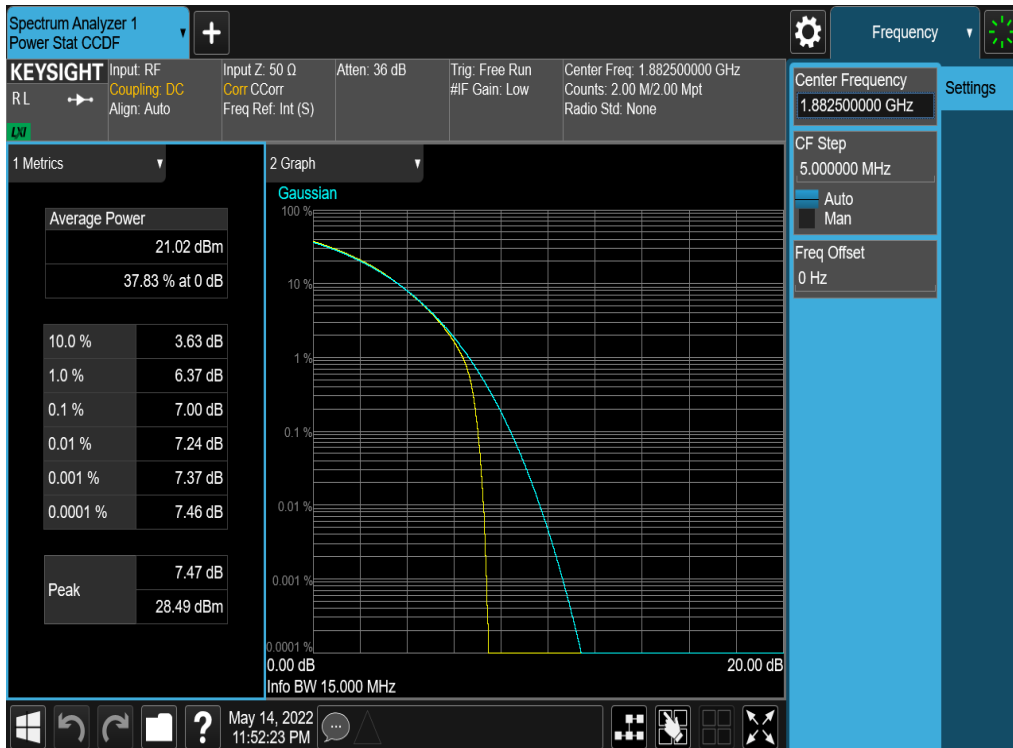 Spectrum Analyzer 1
Power Stat CCDF
+
Frequency
KEYSIGHT
RL
LXI
Input: RF
Coupling: DC
Align: Auto
Input Z: 50 Ω
Corr CCorr
Freq Ref: Int (S)
Atten: 36 dB
Trig: Free Run
#IF Gain: Low
Center Freq: 1.882500000 GHz
Counts: 2.00 M/2.00 Mpt
Radio Std: None
Center Frequency
1.882500000 GHz
Settings
CF Step
5.000000 MHz
Auto
Man
Freq Offset
0 Hz
1 Metrics
Average Power
21.02 dBm
37.83 % at 0 dB
10.0 % 3.63 dB
1.0 % 6.37 dB
0.1 % 7.00 dB
0.01 % 7.24 dB
0.001 % 7.37 dB
0.0001 % 7.46 dB
Peak
7.47 dB
28.49 dBm
2 Graph
Gaussian
100 %
10 %
1 %
0.1 %
0.01 %
0.001 %
0.0001 %
0.00 dB 20.00 dB
Info BW 15.000 MHz
?
May 14, 2022
11:52:23 PM